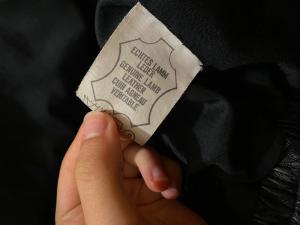 ECHTES LAMM
LEDER
GENUINE LAMB
LEATHER
CUIR AGNEAU
VERITABLE